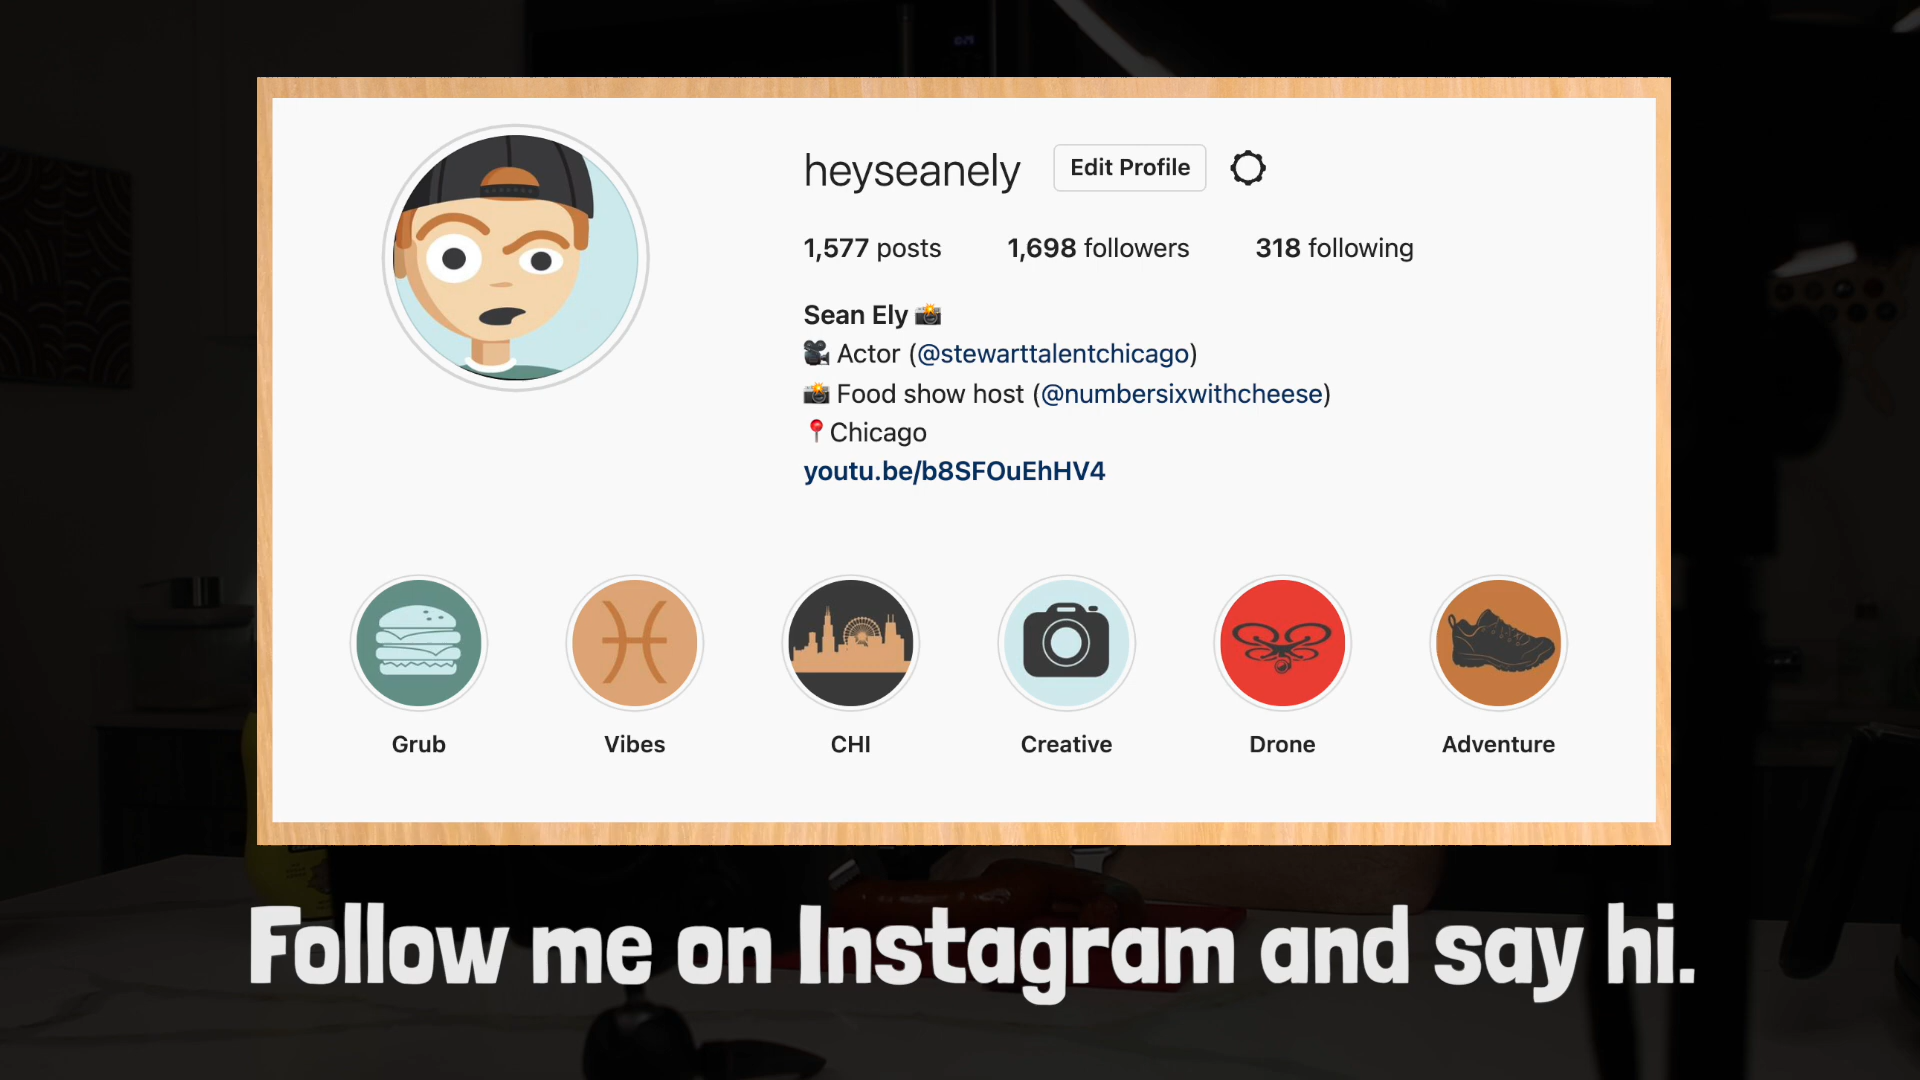 heyseanely Edit Profile
1,577 posts 1,698 followers 318 following
Sean Ely 📸
🎥 Actor (@stewarttalentchicago)
📸 Food show host (@numbersixwithcheese)
📍Chicago
youtu.be/b8SFOuEhHV4
Grub Vibes CHI Creative Drone Adventure
Follow me on Instagram and say hi.